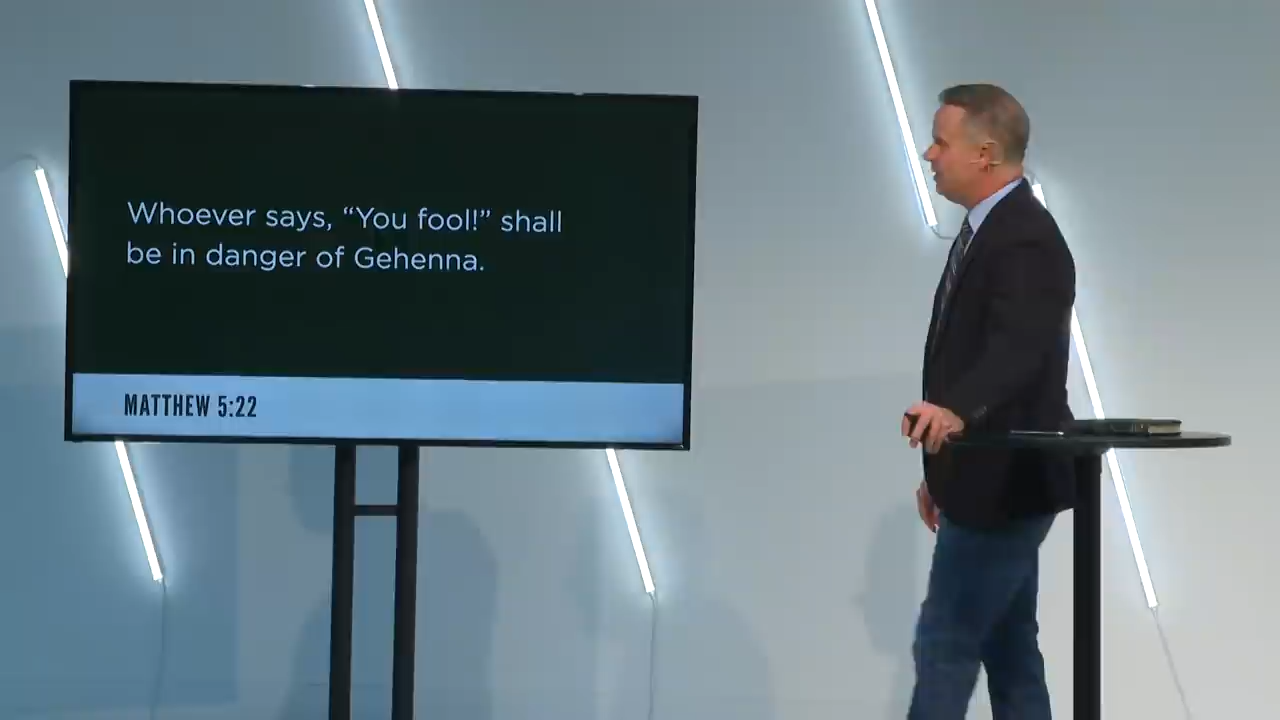 Whoever says, “You fool!” shall
be in danger of Gehenna.
MATTHEW 5:22